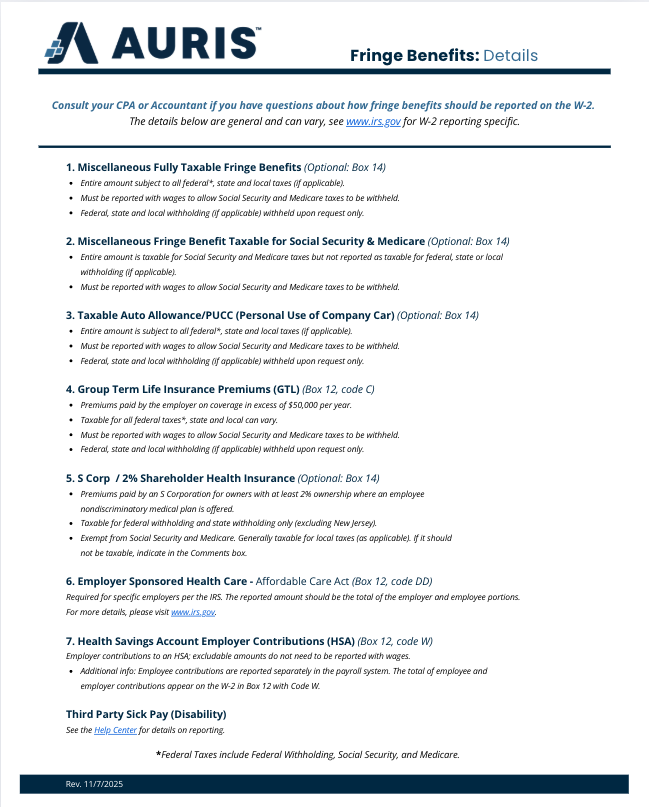 AURIS™
Fringe Benefits: Details
Consult your CPA or Accountant if you have questions about how fringe benefits should be reported on the W-2.
The details below are general and can vary, see www.irs.gov for W-2 reporting specific.
1. Miscellaneous Fully Taxable Fringe Benefits (Optional: Box 14)
• Entire amount subject to all federal*, state and local taxes (if applicable).
• Must be reported with wages to allow Social Security and Medicare taxes to be withheld.
• Federal, state and local withholding (if applicable) withheld upon request only.
2. Miscellaneous Fringe Benefit Taxable for Social Security & Medicare (Optional: Box 14)
• Entire amount is taxable for Social Security and Medicare taxes but not reported as taxable for federal, state or local
withholding (if applicable).
• Must be reported with wages to allow Social Security and Medicare taxes to be withheld.
3. Taxable Auto Allowance/PUCC (Personal Use of Company Car) (Optional: Box 14)
• Entire amount is subject to all federal*, state and local taxes (if applicable).
• Must be reported with wages to allow Social Security and Medicare taxes to be withheld.
• Federal, state and local withholding (if applicable) withheld upon request only.
4. Group Term Life Insurance Premiums (GTL) (Box 12, code C)
• Premiums paid by the employer on coverage in excess of $50,000 per year.
• Taxable for all federal taxes*, state and local can vary.
• Must be reported with wages to allow Social Security and Medicare taxes to be withheld.
• Federal, state and local withholding (if applicable) withheld upon request only.
5. S Corp / 2% Shareholder Health Insurance (Optional: Box 14)
• Premiums paid by an S Corporation for owners with at least 2% ownership where an employee
nondiscriminatory medical plan is offered.
• Taxable for federal withholding and state withholding only (excluding New Jersey).
• Exempt from Social Security and Medicare. Generally taxable for local taxes (as applicable). If it should
not be taxable, indicate in the Comments box.
6. Employer Sponsored Health Care - Affordable Care Act (Box 12, code DD)
Required for specific employers per the IRS. The reported amount should be the total of the employer and employee portions.
For more details, please visit www.irs.gov.
7. Health Savings Account Employer Contributions (HSA) (Box 12, code W)
Employer contributions to an HSA; excludable amounts do not need to be reported with wages.
• Additional info: Employee contributions are reported separately in the payroll system. The total of employee and
employer contributions appear on the W-2 in Box 12 with Code W.
Third Party Sick Pay (Disability)
See the Help Center for details on reporting.
*Federal Taxes include Federal Withholding, Social Security, and Medicare.
Rev. 11/7/2025